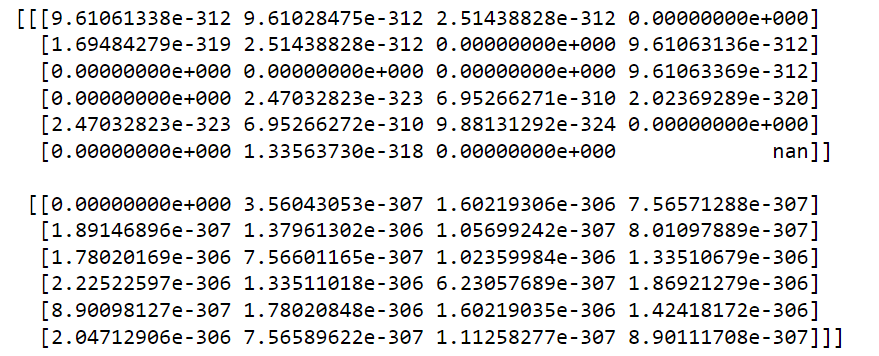 [[[9.61061338e-312 9.61028475e-312 2.51438828e-312 0.00000000e+000]
[1.69484279e-319 2.51438828e-312 0.00000000e+000 9.61063136e-312]
[0.00000000e+000 0.00000000e+000 0.00000000e+000 9.61063369e-312]
[0.00000000e+000 2.47032823e-323 6.95266271e-310 2.02369289e-320]
[2.47032823e-323 6.95266272e-310 9.88131292e-324 0.00000000e+000]
[0.00000000e+000 1.33563730e-318 0.00000000e+000 nan]]
[[0.00000000e+000 3.56043053e-307 1.60219306e-306 7.56571288e-307]
[1.89146896e-307 1.37961302e-306 1.05699242e-307 8.01097889e-307]
[1.78020169e-306 7.56601165e-307 1.02359984e-306 1.33510679e-306]
[2.22522597e-306 1.33511018e-306 6.23057689e-307 1.86921279e-306]
[8.90098127e-307 1.78020848e-306 1.60219035e-306 1.42418172e-306]
[2.04712906e-306 7.56589622e-307 1.11258277e-307 8.90111708e-307]]]